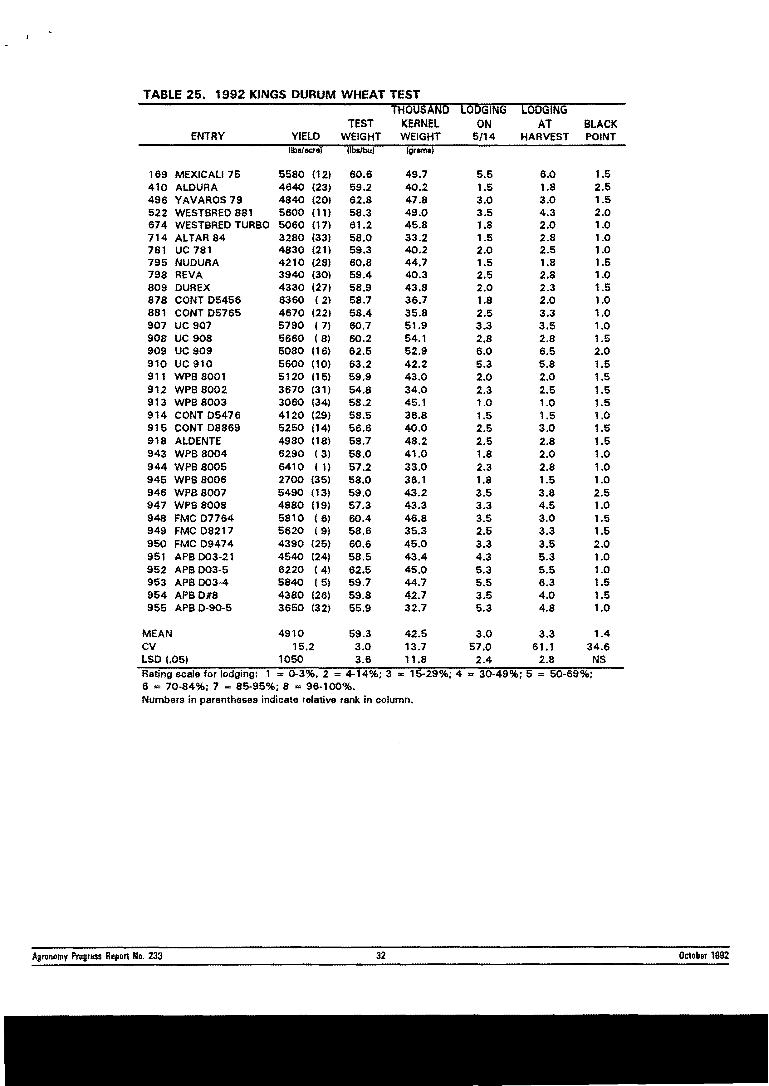 TABLE 25. 1992 KINGS DURUM WHEAT TEST
THOUSAND LODGING LODGING
TEST KERNEL ON AT BLACK
ENTRY YIELD WEIGHT WEIGHT 5/14 HARVEST POINT
(lbs/acre) (lbs/bu) (grams)
169 MEXICALI 75 5580 (12) 60.6 49.7 5.5 6.0 1.5
410 ALDURA 4640 (23) 59.2 40.2 1.5 1.8 2.5
496 YAVAROS 79 4840 (20) 62.8 47.8 3.0 3.0 1.5
522 WESTBRED 881 5600 (11) 58.3 49.0 3.5 4.3 2.0
674 WESTBRED TURBO 5060 (17) 61.2 45.8 1.8 2.0 1.0
714 ALTAR 84 3280 (33) 58.0 33.2 1.5 2.8 1.0
781 UC 781 4830 (21) 59.3 40.2 2.0 2.5 1.0
795 NUDURA 4210 (28) 60.8 44.7 1.5 1.8 1.5
798 REVA 3940 (30) 59.4 40.3 2.5 2.8 1.0
809 DUREX 4330 (27) 58.9 43.8 2.0 2.3 1.5
878 CONT D5456 6360 ( 2) 58.7 36.7 1.8 2.0 1.0
881 CONT D5765 4670 (22) 58.4 35.8 2.5 3.3 1.0
907 UC 907 5790 ( 7) 60.7 51.9 3.3 3.5 1.0
908 UC 908 5660 ( 8) 60.2 54.1 2.8 2.8 1.5
909 UC 909 5080 (16) 62.5 52.9 6.0 6.5 2.0
910 UC 910 5600 (10) 63.2 42.2 5.3 5.8 1.5
911 WPB 8001 5120 (15) 59.9 43.0 2.0 2.0 1.5
912 WPB 8002 3670 (31) 54.8 34.0 2.3 2.5 1.5
913 WPB 8003 3060 (34) 58.2 45.1 1.0 1.0 1.5
914 CONT D5476 4120 (29) 58.5 36.8 1.5 1.5 1.0
915 CONT D8869 5250 (14) 56.6 40.0 2.5 3.0 1.5
918 ALDENTE 4980 (18) 58.7 48.2 2.5 2.8 1.5
943 WPB 8004 6290 ( 3) 58.0 41.0 1.8 2.0 1.0
944 WPB 8005 6410 ( 1) 57.2 33.0 2.3 2.8 1.0
945 WPB 8006 2700 (35) 58.0 36.1 1.8 1.5 1.0
946 WPB 8007 5490 (13) 59.0 43.2 3.5 3.8 2.5
947 WPB 8008 4880 (19) 57.3 43.3 3.3 4.5 1.0
948 FMC D7764 5810 ( 6) 60.4 46.8 3.5 3.0 1.5
949 FMC D8217 5620 ( 9) 58.6 35.3 2.5 3.3 1.5
950 FMC D9474 4390 (25) 60.6 45.0 3.3 3.5 2.0
951 APB D03-21 4540 (24) 58.5 43.4 4.3 5.3 1.0
952 APB D03-5 6220 ( 4) 62.5 45.0 5.3 5.5 1.0
953 APB D03-4 5840 ( 5) 59.7 44.7 5.5 6.3 1.5
954 APB D#8 4380 (26) 59.8 42.7 3.5 4.0 1.5
955 APB D-90-5 3650 (32) 55.9 32.7 5.3 4.8 1.0
MEAN 4910 59.3 42.5 3.0 3.3 1.4
CV 15.2 3.0 13.7 57.0 61.1 34.6
LSD (.05) 1050 3.6 11.8 2.4 2.8 NS
Rating scale for lodging: 1 = 0-3%, 2 = 4-14%; 3 = 15-29%; 4 = 30-49%; 5 = 50-69%;
6 = 70-84%; 7 = 85-95%; 8 = 96-100%.
Numbers in parentheses indicate relative rank in column.
Agronomy Progress Report No. 233 32 October 1992